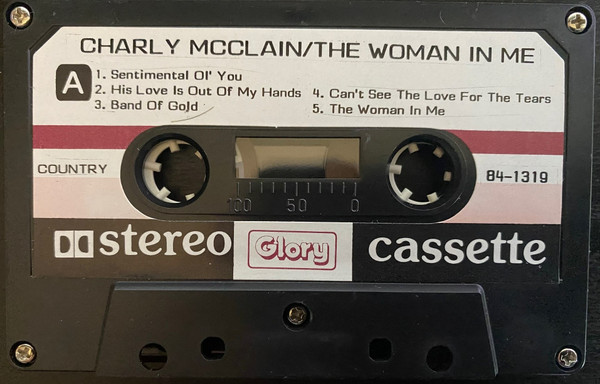 CHARLY MCCLAIN/THE WOMAN IN ME
A
1. Sentimental Ol' You
2. His Love Is Out Of My Hands
3. Band Of Gold
4. Can't See The Love For The Tears
5. The Woman In Me
COUNTRY
84-1319
100 50 0
stereo
Glory
cassette